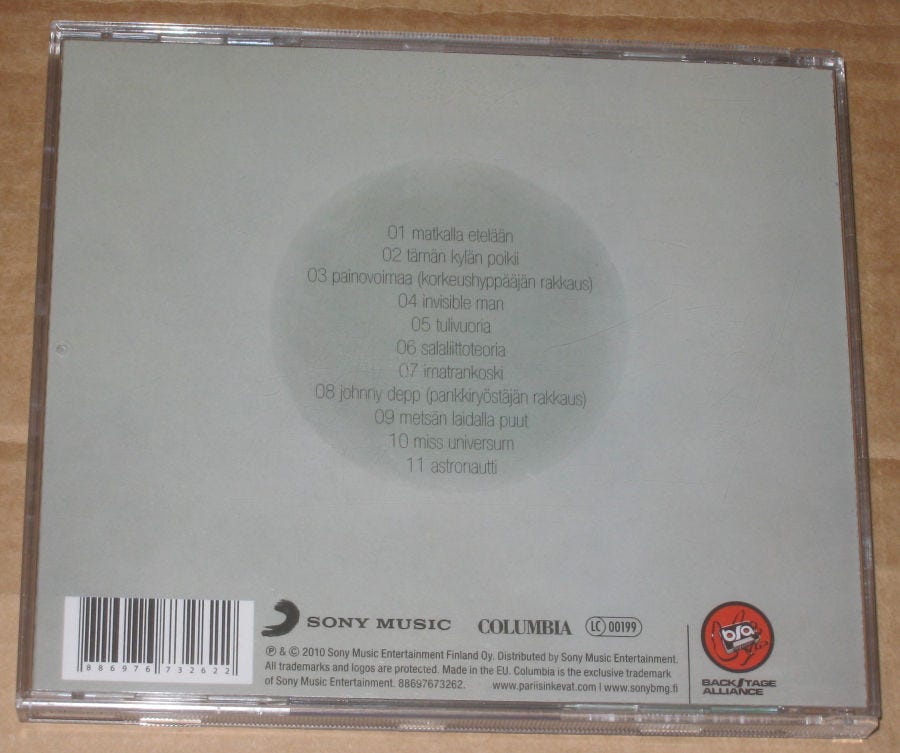 01 matkalla etelään
02 tämän kylän poikii
03 painovoimaa (korkeushyppääjän rakkaus)
04 invisible man
05 tulivuoria
06 salaliittoteoria
07 imatrankoski
08 johnny depp (pankkiryöstäjän rakkaus)
09 metsän laidalla puut
10 miss universum
11 astronautti
886976 732622
SONY MUSIC COLUMBIA LC 00199
℗ & © 2010 Sony Music Entertainment Finland Oy. Distributed by Sony Music Entertainment.
All trademarks and logos are protected. Made in the EU. Columbia is the exclusive trademark
of Sony Music Entertainment. 88697673262. www.pariisinkevat.com | www.sonybmg.fi
bsa
BACKSTAGE
ALLIANCE